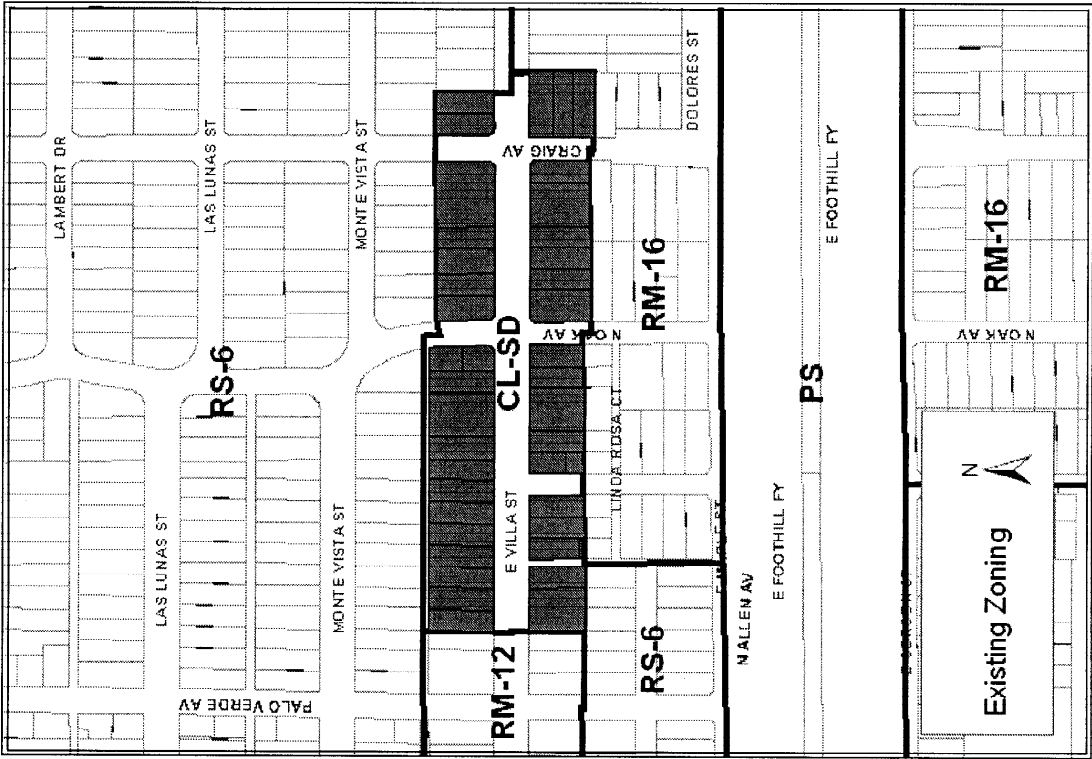 LAMBERT DR
LAS LUNAS ST
MONTE VISTA ST
DOLORES ST
CRAIG AV
RS-6
CL-SD
RM-16
N OAK AV
E FOOTHILL FY
RM-16
N OAK AV
PS
LINDA ROSA CT
LAS LUNAS ST
MONTE VISTA ST
E VILLA ST
E FOOTHILL FY
N ALLEN AV
PALO VERDE AV
RM-12
RS-6
N
Existing Zoning